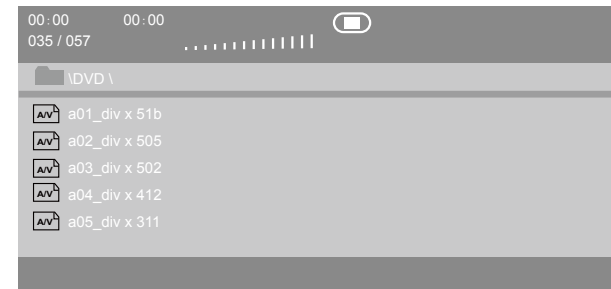 00:00 00:00
035 / 057
\DVD \
A/V a01_div x 51b
A/V a02_div x 505
A/V a03_div x 502
A/V a04_div x 412
A/V a05_div x 311